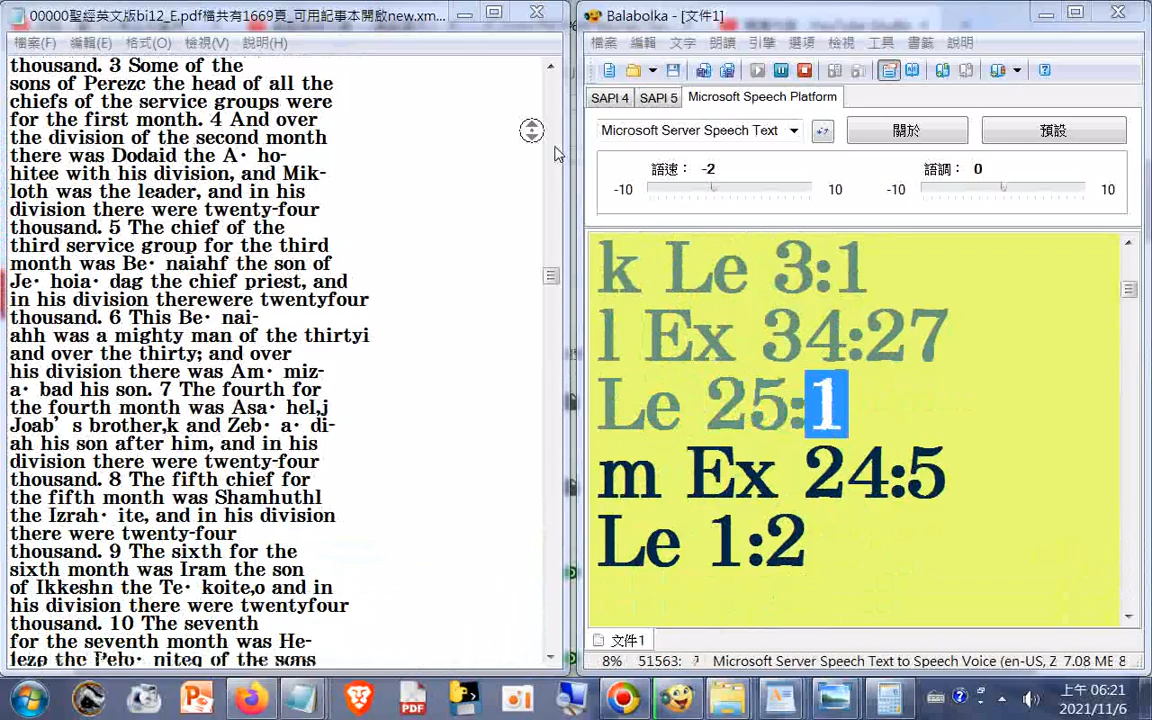 00000聖經英文版bi12_E.pdf檔共有1669頁_可用記事本開啟new.xm...
檔案(F) 編輯(E) 格式(O) 檢視(V) 說明(H)
thousand. 3 Some of the
sons of Perezc the head of all the
chiefs of the service groups were
for the first month. 4 And over
the division of the second month
there was Dodaid the A· ho-
hitee with his division, and Mik-
loth was the leader, and in his
division there were twenty-four
thousand. 5 The chief of the
third service group for the third
month was Be· naiahf the son of
Je· hoia· dag the chief priest, and
in his division therewere twentyfour
thousand. 6 This Be· nai-
ahh was a mighty man of the thirtyi
and over the thirty; and over
his division there was Am· miz-
a· bad his son. 7 The fourth for
the fourth month was Asa· hel,j
Joab’ s brother,k and Zeb· a· di-
ah his son after him, and in his
division there were twenty-four
thousand. 8 The fifth chief for
the fifth month was Shamhuthl
the Izrah· ite, and in his division
there were twenty-four
thousand. 9 The sixth for the
sixth month was Iram the son
of Ikkeshn the Te· koite,o and in
his division there were twentyfour
thousand. 10 The seventh
for the seventh month was He-
lezp the Pelo· niteq of the sons
Balabolka - [文件1]
檔案 編輯 文字 朗讀 引擎 選項 檢視 工具 書籤 說明
SAPI 4 SAPI 5 Microsoft Speech Platform
Microsoft Server Speech Text 關於 預設
語速： -2 語調： 0
-10 10 -10 10
k Le 3:1
l Ex 34:27
Le 25:1
m Ex 24:5
Le 1:2
文件1
8% 51563: Microsoft Server Speech Text to Speech Voice (en-US, Z 7.08 MB 8
PDF
上午 06:21
2021/11/6